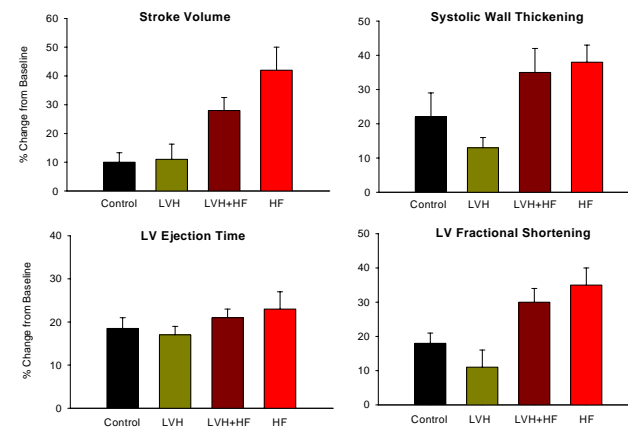 Stroke Volume
% Change from Baseline
60
50
40
30
20
10
0
Control LVH LVH+HF HF
Systolic Wall Thickening
50
40
30
20
10
0
Control LVH LVH+HF HF
LV Ejection Time
% Change from Baseline
40
30
20
10
0
Control LVH LVH+HF HF
LV Fractional Shortening
50
40
30
20
10
0
Control LVH LVH+HF HF